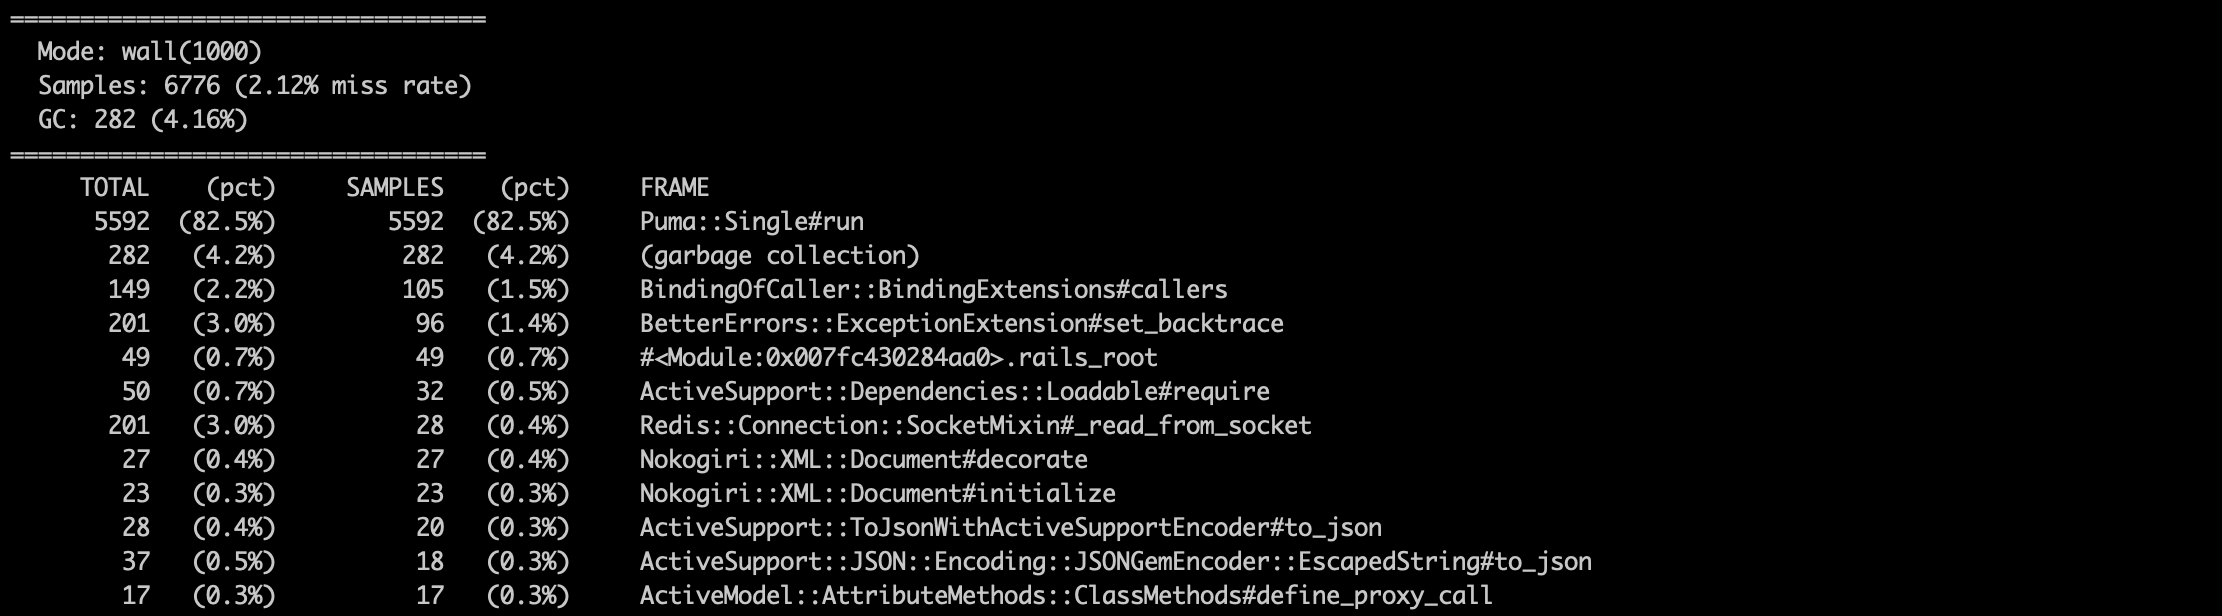 ==================================
Mode: wall(1000)
Samples: 6776 (2.12% miss rate)
GC: 282 (4.16%)
==================================
TOTAL (pct) SAMPLES (pct) FRAME
5592 (82.5%) 5592 (82.5%) Puma::Single#run
282 (4.2%) 282 (4.2%) (garbage collection)
149 (2.2%) 105 (1.5%) BindingOfCaller::BindingExtensions#callers
201 (3.0%) 96 (1.4%) BetterErrors::ExceptionExtension#set_backtrace
49 (0.7%) 49 (0.7%) #<Module:0x007fc430284aa0>.rails_root
50 (0.7%) 32 (0.5%) ActiveSupport::Dependencies::Loadable#require
201 (3.0%) 28 (0.4%) Redis::Connection::SocketMixin#_read_from_socket
27 (0.4%) 27 (0.4%) Nokogiri::XML::Document#decorate
23 (0.3%) 23 (0.3%) Nokogiri::XML::Document#initialize
28 (0.4%) 20 (0.3%) ActiveSupport::ToJsonWithActiveSupportEncoder#to_json
37 (0.5%) 18 (0.3%) ActiveSupport::JSON::Encoding::JSONGemEncoder::EscapedString#to_json
17 (0.3%) 17 (0.3%) ActiveModel::AttributeMethods::ClassMethods#define_proxy_call